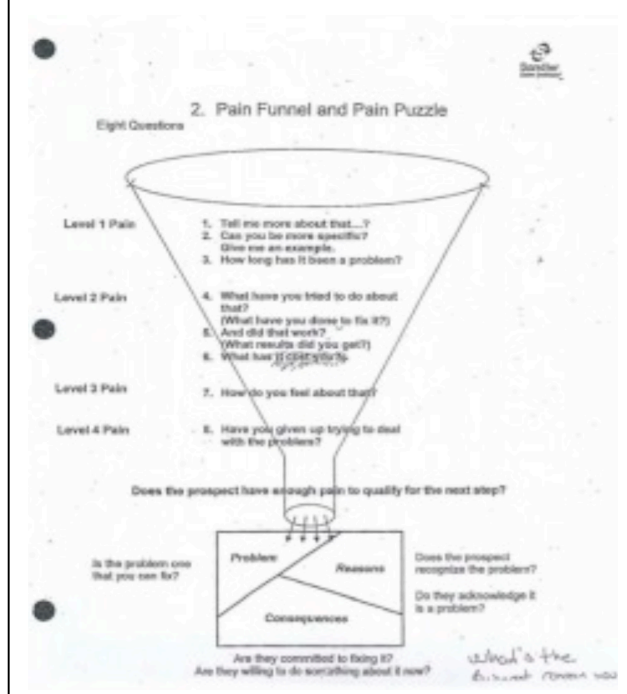 Sandler
2. Pain Funnel and Pain Puzzle
Eight Questions
Level 1 Pain
1. Tell me more about that...?
2. Can you be more specific?
Give me an example.
3. How long has it been a problem?
Level 2 Pain
4. What have you tried to do about
that?
(What have you done to fix it?)
5. And did that work?
(What results did you get?)
6. What has it cost you?
Level 3 Pain
7. How do you feel about that?
Level 4 Pain
8. Have you given up trying to deal
with the problem?
Does the prospect have enough pain to qualify for the next step?
Is the problem one
that you can fix?
Problem
Reasons
Consequences
Does the prospect
recognize the problem?
Do they acknowledge it
is a problem?
Are they committed to fixing it?
Are they willing to do something about it now?
What's the